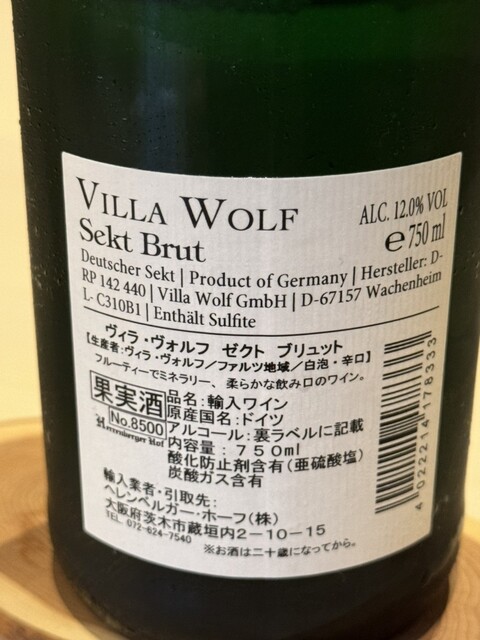 VILLA WOLF
Sekt Brut
ALC. 12.0% VOL
℮ 750 ml
Deutscher Sekt | Product of Germany | Hersteller: D-
RP 142 440 | Villa Wolf GmbH | D-67157 Wachenheim
L- C310B1 | Enthält Sulfite
ヴィラ・ヴォルフ ゼクト ブリュット
【生産者:ヴィラ・ヴォルフ/ファルツ地域/白泡・辛口】
フルーティーでミネラリー、柔らかな飲み口のワイン。
果実酒
No.8500
Herrenberger Hof
品名:輸入ワイン
原産国名:ドイツ
アルコール:裏ラベルに記載
内容量:750ml
酸化防止剤含有(亜硫酸塩)
炭酸ガス含有
輸入業者・引取先:
ヘレンベルガー・ホーフ(株)
大阪府茨木市蔵垣内2-10-15
TEL. 072-624-7540
※お酒は二十歳になってから。
4022214178333